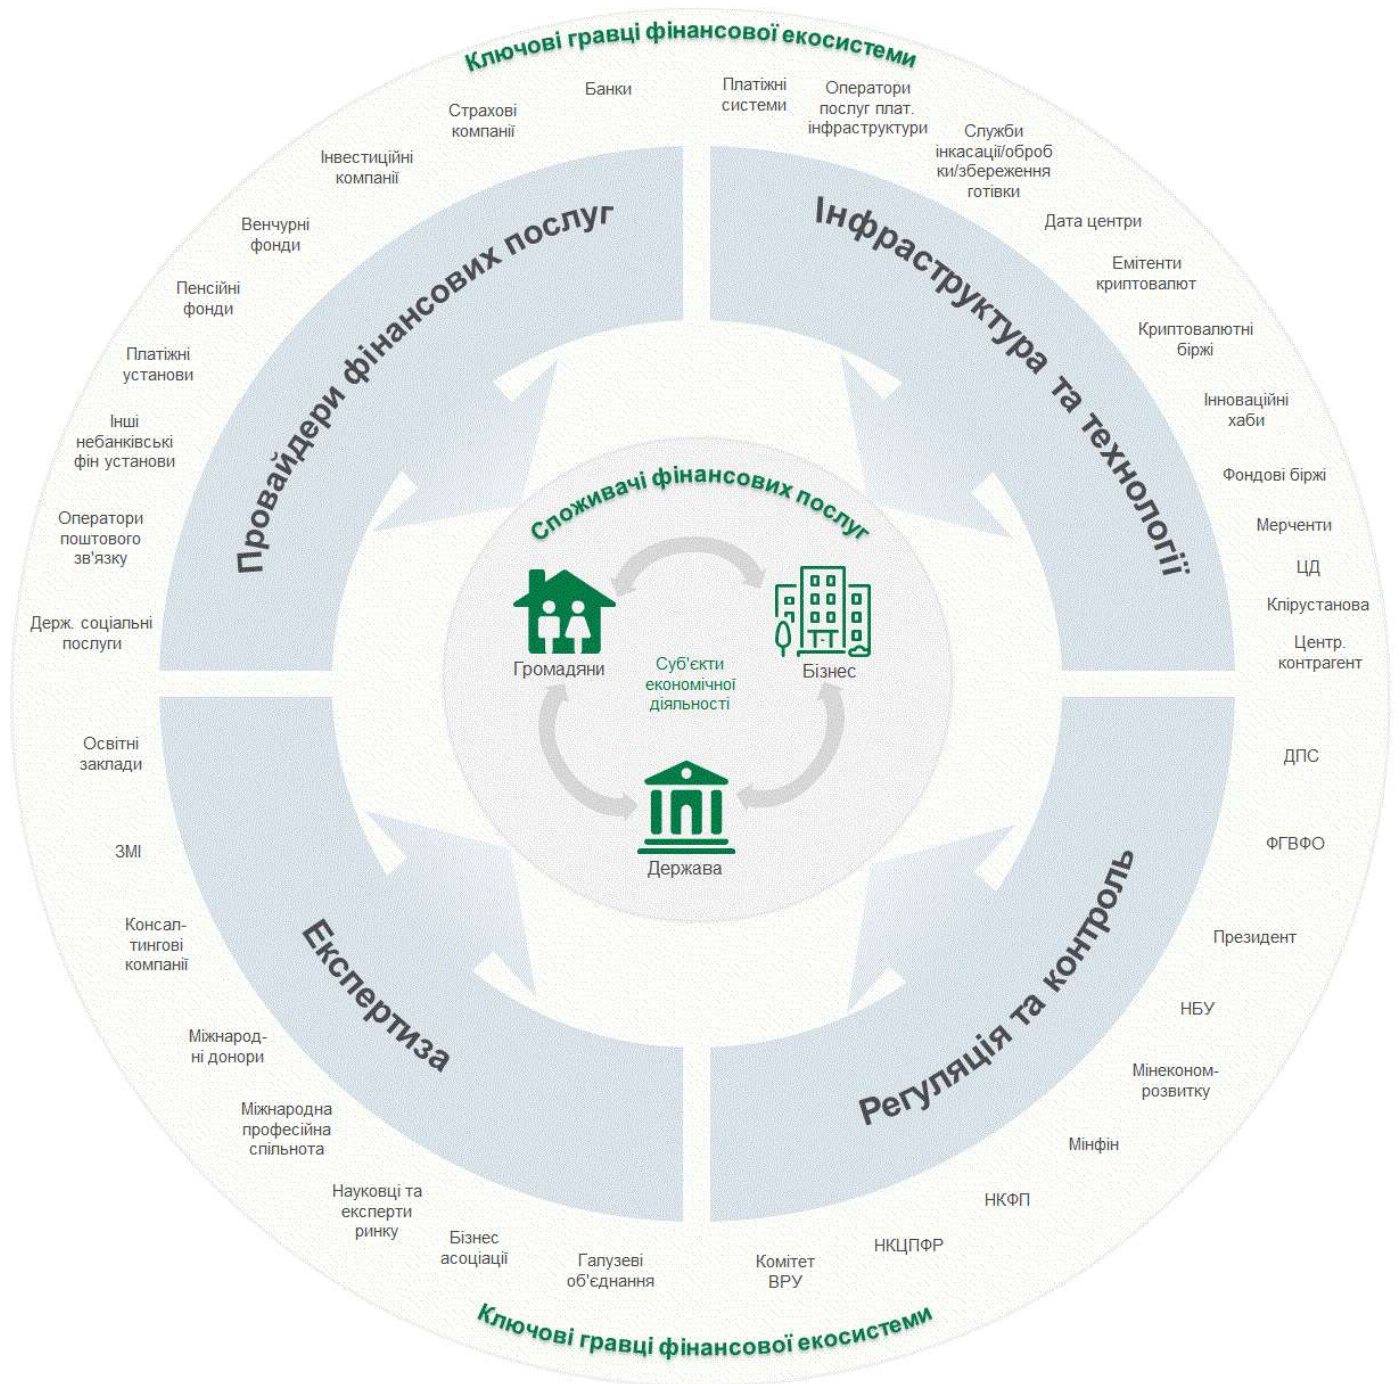 Ключові гравці фінансової екосистеми
Банки
Страхові
компанії
Інвестиційні
компанії
Венчурні
фонди
Пенсійні
фонди
Платіжні
установи
Інші
небанківські
фін установи
Оператори
поштового
зв'язку
Держ. соціальні
послуги
Провайдери фінансових послуг
Платіжні
системи
Оператори
послуг плат.
інфраструктури
Служби
інкасації/оброб
ки/збереження
готівки
Дата центри
Емітенти
криптовалют
Криптовалютні
біржі
Інноваційні
хаби
Фондові біржі
Мерченти
ЦД
Клірустанова
Центр.
контрагент
Інфраструктура та технології
Споживачі фінансових послуг
Громадяни
Суб'єкти
економічної
діяльності
Бізнес
Держава
Освітні
заклади
ЗМІ
Консал-
тингові
компанії
Міжнарод-
ні донори
Міжнародна
професійна
спільнота
Науковці та
експерти
ринку
Бізнес
асоціації
Галузеві
об'єднання
Експертиза
ДПС
ФГВФО
Президент
НБУ
Мінеконом-
розвитку
Мінфін
НКФП
НКЦПФР
Комітет
ВРУ
Регуляція та контроль
Ключові гравці фінансової екосистеми